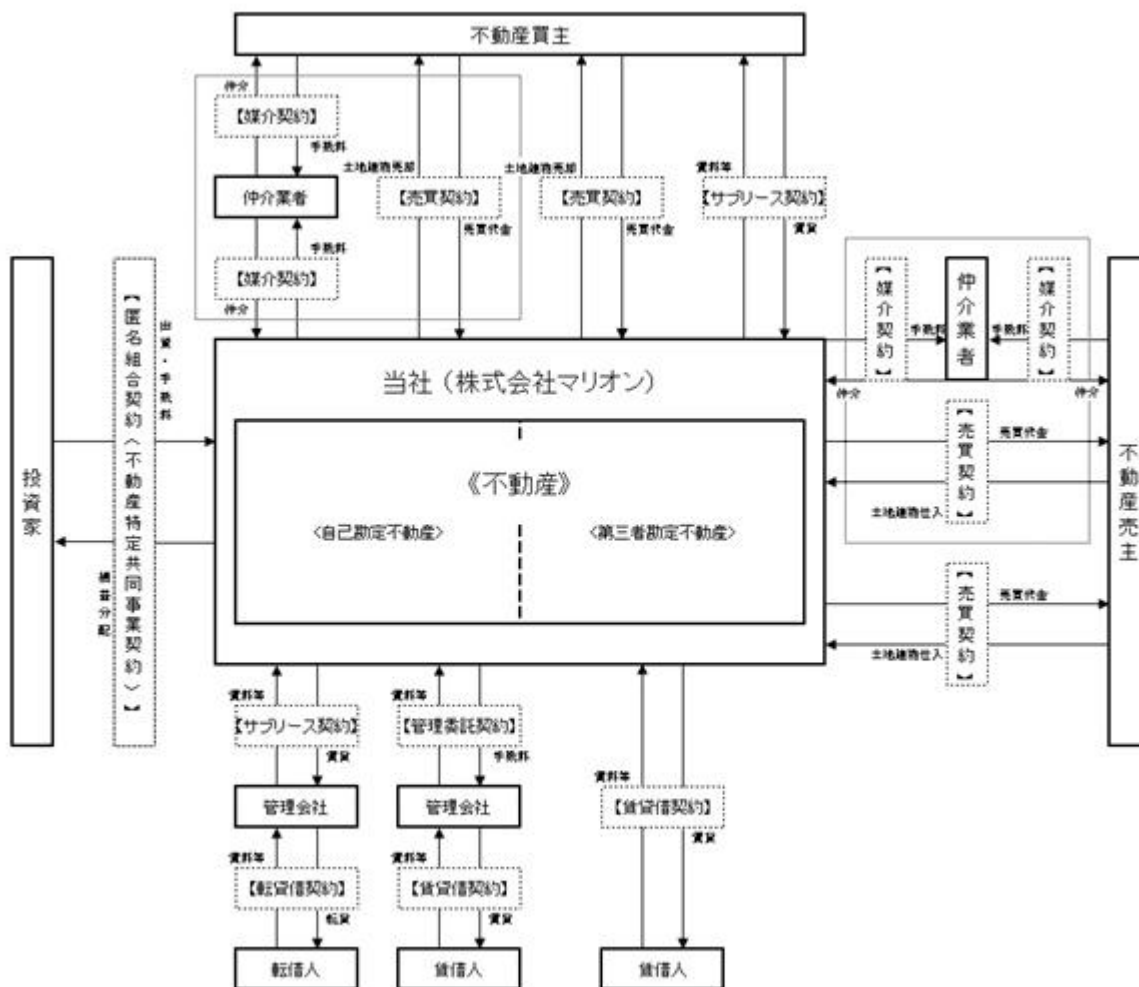 不動産買主
仲介
【媒介契約】
手数料
仲介業者
手数料
【媒介契約】
仲介
土地建物売却
【売買契約】
売買代金
土地建物売却
【売買契約】
売買代金
賃料等
【サブリース契約】
賃貸
投資家
【匿名組合契約〈不動産特定共同事業契約〉】
出資・手数料
損益分配
当社（株式会社マリオン）
《不動産》
<自己勘定不動産>
<第三者勘定不動産>
【媒介契約】
仲介業者
【媒介契約】
手数料
手数料
仲介
仲介
【売買契約】
売買代金
土地建物仕入
【売買契約】
売買代金
土地建物仕入
不動産売主
賃料等
【サブリース契約】
賃貸
管理会社
賃料等
【転貸借契約】
転貸
転借人
賃料等
【管理委託契約】
手数料
管理会社
賃料等
【賃貸借契約】
賃貸
賃借人
賃料等
【賃貸借契約】
賃貸
賃借人